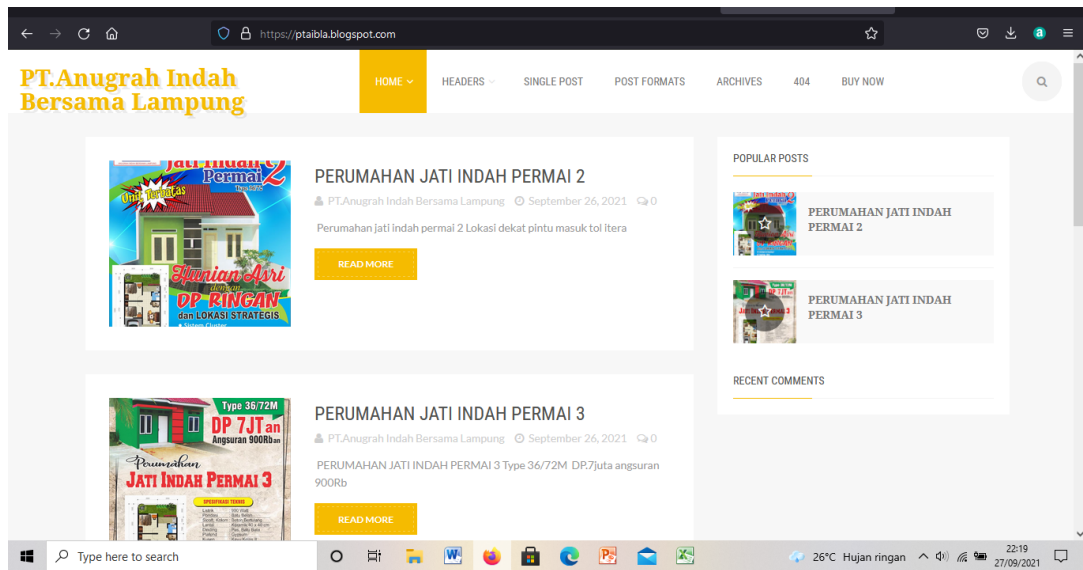 https://ptaibla.blogspot.com
PT.Anugrah Indah
Bersama Lampung
HOME
HEADERS
SINGLE POST
POST FORMATS
ARCHIVES
404
BUY NOW
Jati Indah
Permai 2
Type 36/72
Unit Terbatas
Hunian Asri
dengan
DP RINGAN
dan LOKASI STRATEGIS
Sistem Cluster
PERUMAHAN JATI INDAH PERMAI 2
PT.Anugrah Indah Bersama Lampung September 26, 2021 0
Perumahan jati indah permai 2 Lokasi dekat pintu masuk tol itera
READ MORE
Type 36/72M
DP 7JT an
Angsuran 900Rban
Perumahan
JATI INDAH PERMAI 3
SPESIFIKASI TEKNIS
PERUMAHAN JATI INDAH PERMAI 3
PT.Anugrah Indah Bersama Lampung September 26, 2021 0
PERUMAHAN JATI INDAH PERMAI 3 Type 36/72M DP.7juta angsuran
900Rb
READ MORE
POPULAR POSTS
PERUMAHAN JATI INDAH
PERMAI 2
PERUMAHAN JATI INDAH
PERMAI 3
RECENT COMMENTS
Type here to search
26°C Hujan ringan
22:19
27/09/2021